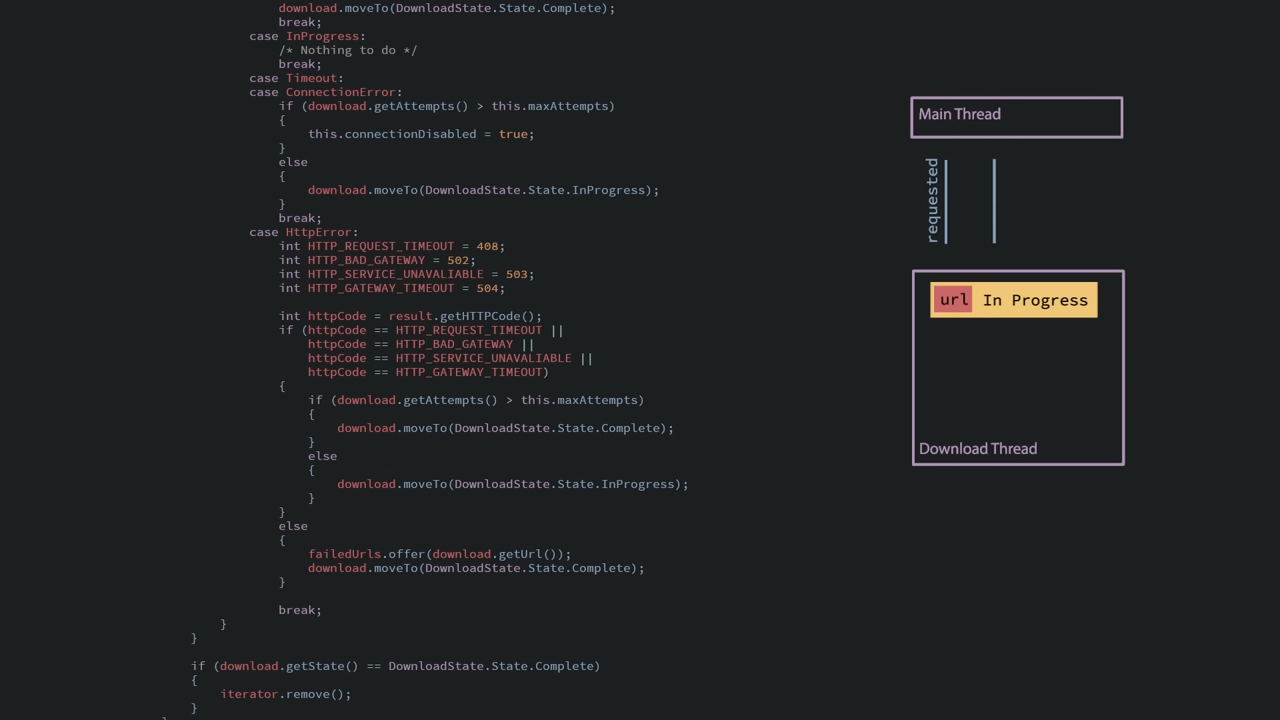 download.moveTo(DownloadState.State.Complete);
break;
case InProgress:
/* Nothing to do */
break;
case Timeout:
case ConnectionError:
if (download.getAttempts() > this.maxAttempts)
{
this.connectionDisabled = true;
}
else
{
download.moveTo(DownloadState.State.InProgress);
}
break;
case HttpError:
int HTTP_REQUEST_TIMEOUT = 408;
int HTTP_BAD_GATEWAY = 502;
int HTTP_SERVICE_UNAVALIABLE = 503;
int HTTP_GATEWAY_TIMEOUT = 504;
int httpCode = result.getHTTPCode();
if (httpCode == HTTP_REQUEST_TIMEOUT ||
httpCode == HTTP_BAD_GATEWAY ||
httpCode == HTTP_SERVICE_UNAVALIABLE ||
httpCode == HTTP_GATEWAY_TIMEOUT)
{
if (download.getAttempts() > this.maxAttempts)
{
download.moveTo(DownloadState.State.Complete);
}
else
{
download.moveTo(DownloadState.State.InProgress);
}
}
else
{
failedUrls.offer(download.getUrl());
download.moveTo(DownloadState.State.Complete);
}
break;
}
}
if (download.getState() == DownloadState.State.Complete)
{
iterator.remove();
}
Main Thread
requested
url In Progress
Download Thread